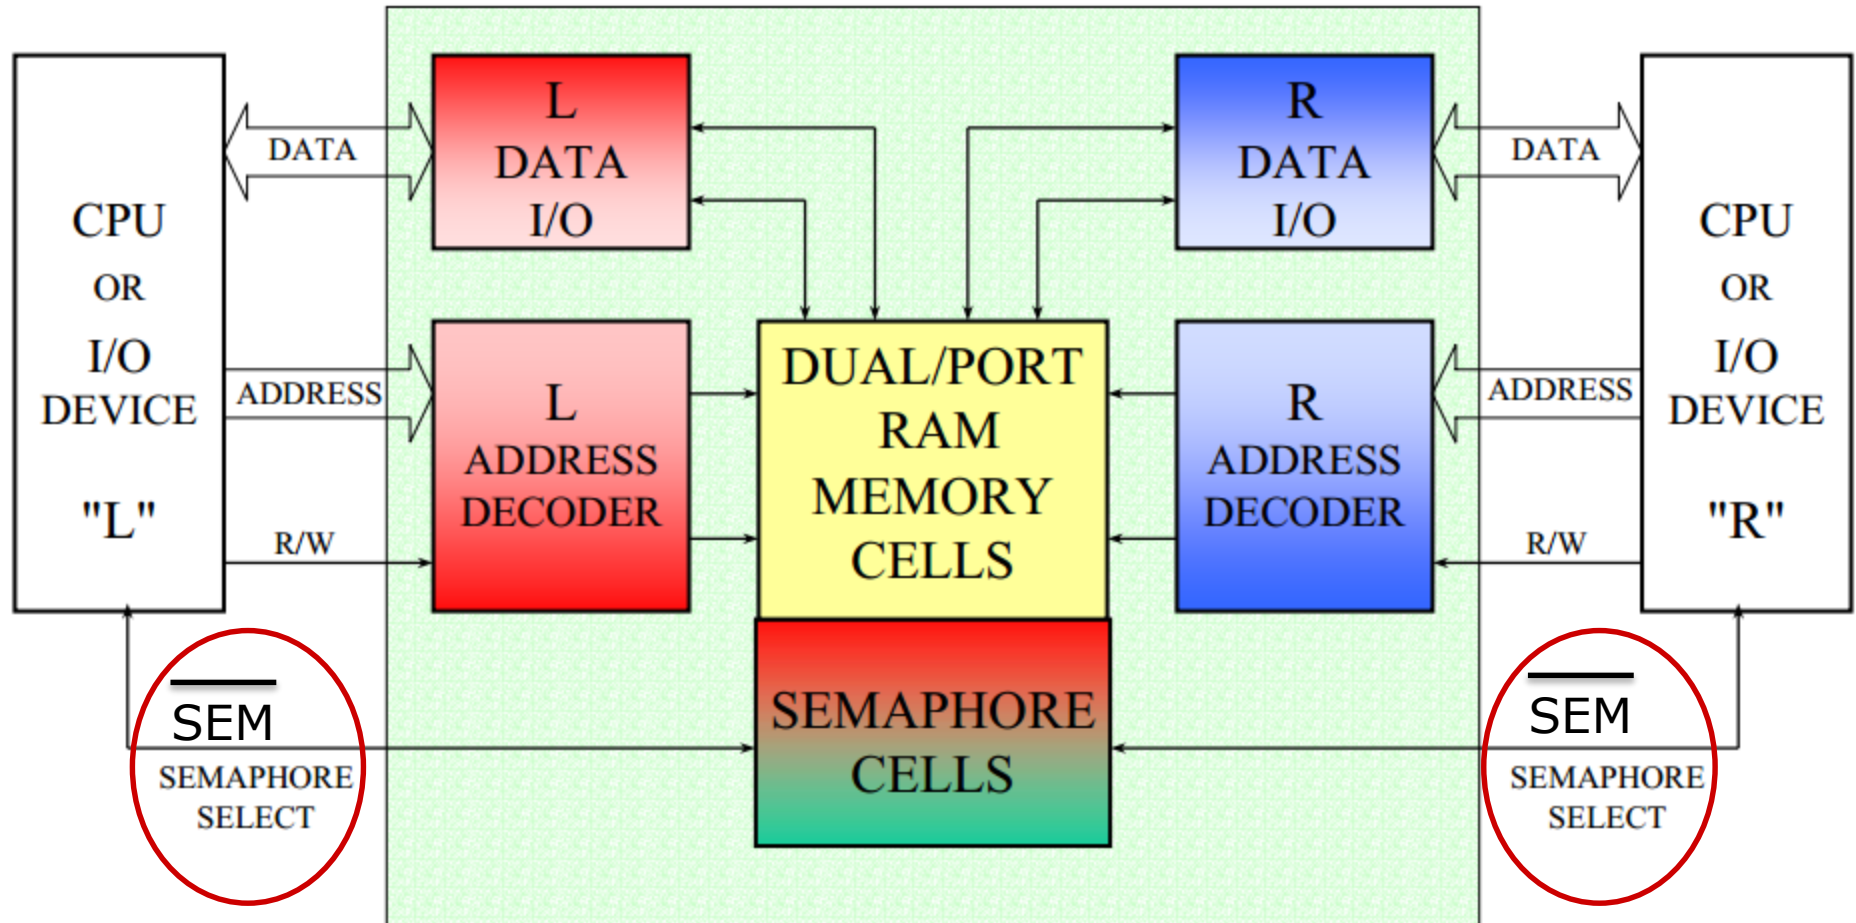 CPU
OR
I/O
DEVICE
"L"
DATA
ADDRESS
R/W
SEM
SEMAPHORE
SELECT
L
DATA
I/O
L
ADDRESS
DECODER
DUAL/PORT
RAM
MEMORY
CELLS
SEMAPHORE
CELLS
R
DATA
I/O
R
ADDRESS
DECODER
DATA
ADDRESS
R/W
SEM
SEMAPHORE
SELECT
CPU
OR
I/O
DEVICE
"R"